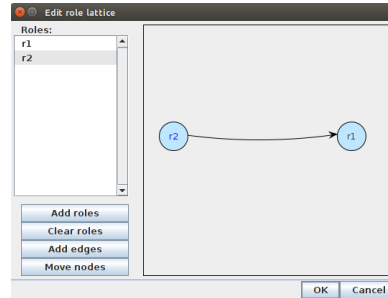 Edit role lattice
Roles:
r1
r2
r2
r1
Add roles
Clear roles
Add edges
Move nodes
OK
Cancel